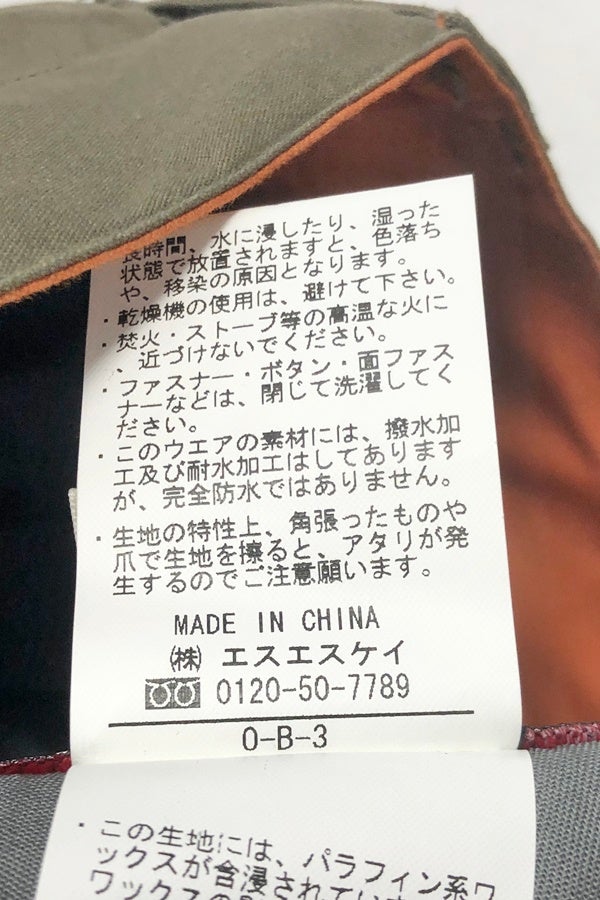 長時間、水に浸したり、湿った
状態で放置されますと、色落ち
や、移染の原因となります。
・乾燥機の使用は、避けて下さい。
・焚火・ストーブ等の高温な火に
、近づけないでください。
・ファスナー・ボタン・面ファス
ナーなどは、閉じて洗濯してく
ださい。
・このウエアの素材には、撥水加
工及び耐水加工はしてあります
が、完全防水ではありません。
・生地の特性上、角張ったものや
爪で生地を擦ると、アタリが発
生するのでご注意願います。
MADE IN CHINA
㈱ エスエスケイ
0120-50-7789
O-B-3
・この生地には、パラフィン系ワ
ックスが含浸されてい
ワックスの